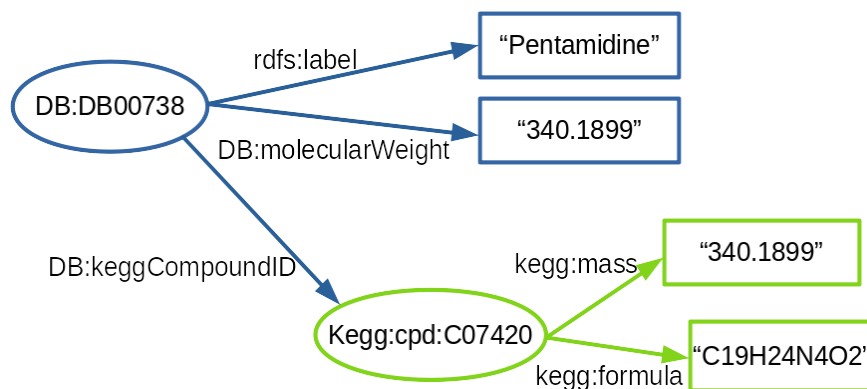 “Pentamidine”
rdfs:label
DB:DB00738
“340.1899”
DB:molecularWeight
DB:keggCompoundID
“340.1899”
kegg:mass
Kegg:cpd:C07420
“C19H24N4O2”
kegg:formula